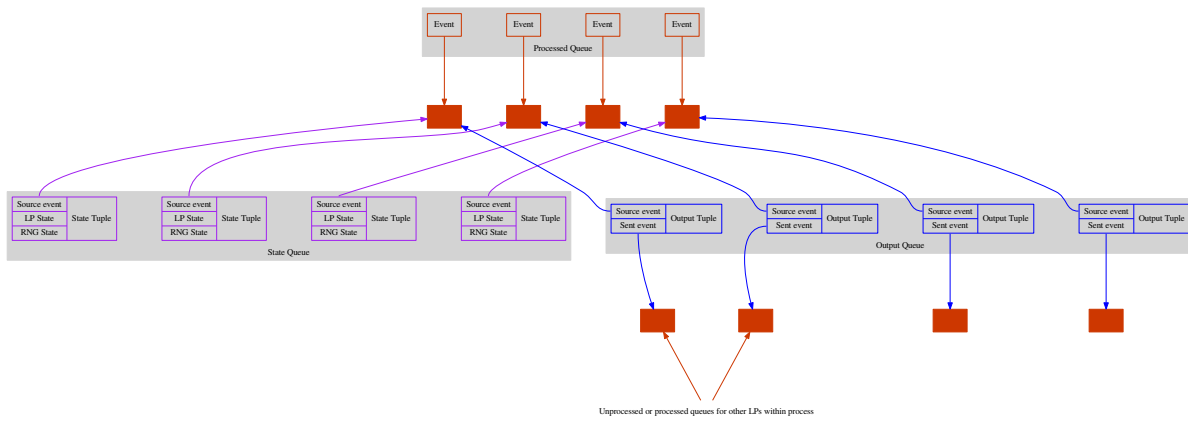 Event
Event
Event
Event
Processed Queue
Source event
LP State
RNG State
State Tuple
Source event
LP State
RNG State
State Tuple
Source event
LP State
RNG State
State Tuple
Source event
LP State
RNG State
State Tuple
State Queue
Source event
Sent event
Output Tuple
Source event
Sent event
Output Tuple
Source event
Sent event
Output Tuple
Source event
Sent event
Output Tuple
Output Queue
Unprocessed or processed queues for other LPs within process